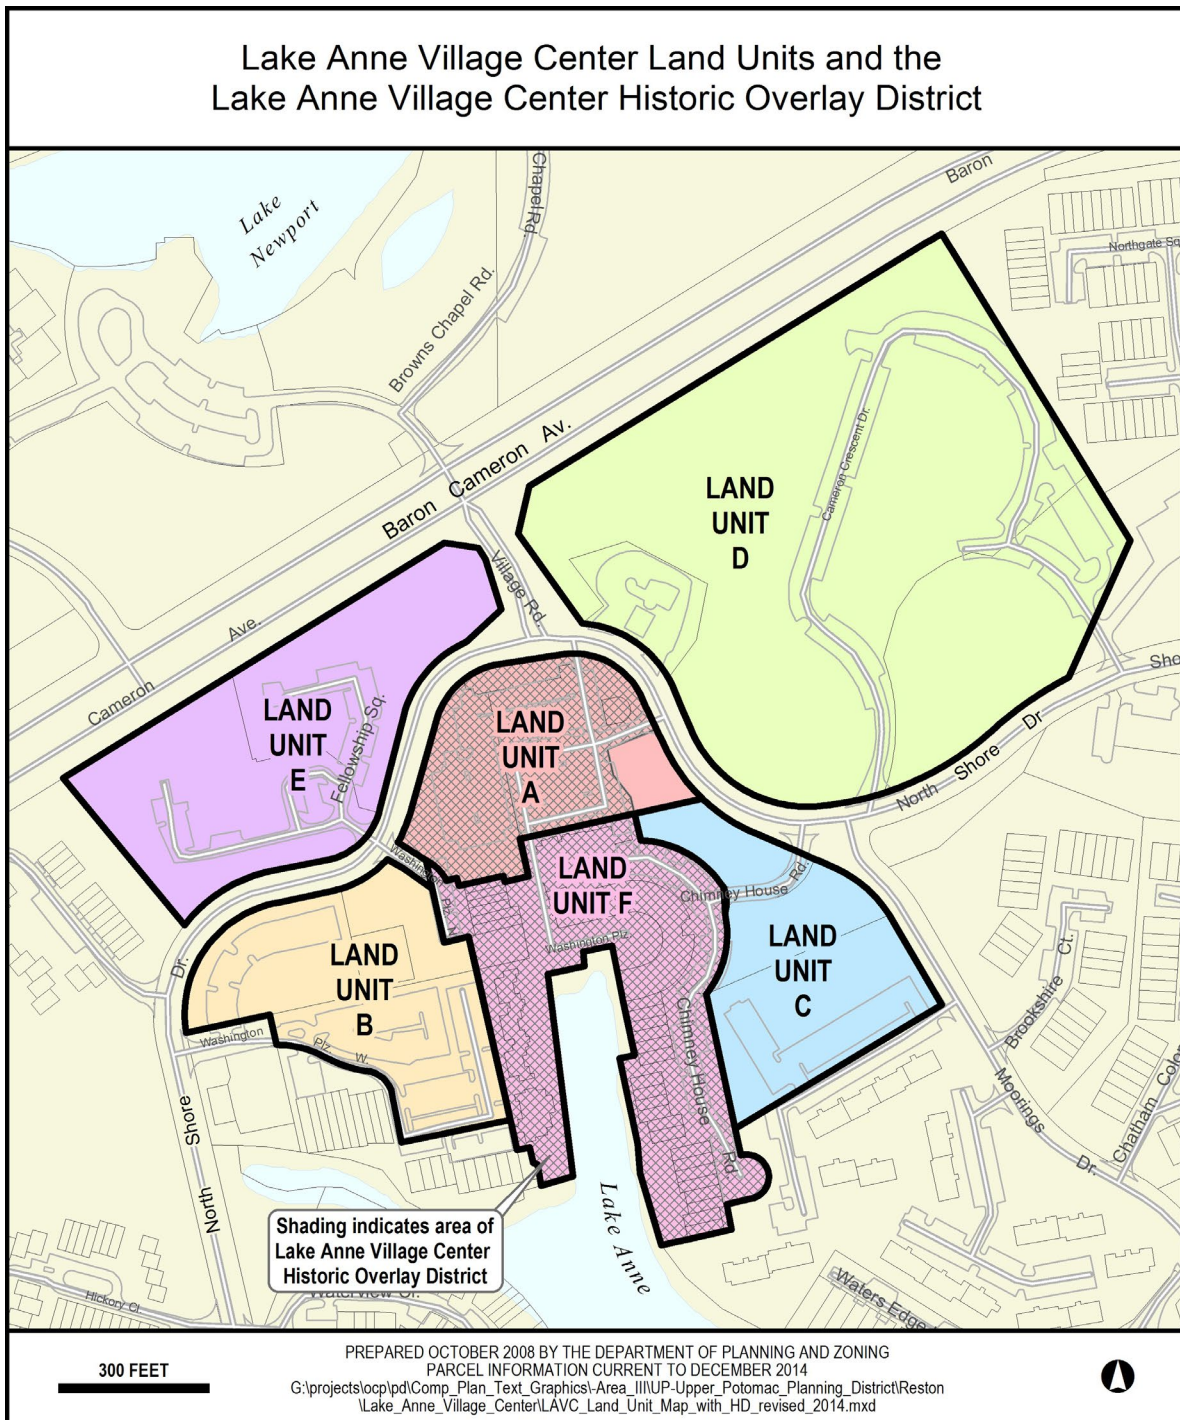 Lake Anne Village Center Land Units and the
Lake Anne Village Center Historic Overlay District
Baron
Chapel Rd.
Lake
Newport
Northgate Sq
Browns Chapel Rd.
Baron Cameron Av.
Cameron Crescent Dr.
LAND
UNIT
D
Village Rd.
Cameron Ave.
Sho
LAND
UNIT
E
Fellowship Sq.
LAND
UNIT
A
North Shore Dr
Washington Plz. N
LAND
UNIT F
Chimney House Rd.
Washington Plz.
LAND
UNIT
C
LAND
UNIT
B
Dr.
Washington Plz. W.
Brookshire Ct.
Chimney House Rd.
Moorings Dr.
Chatham Colon
North Shore
Lake Anne
Shading indicates area of
Lake Anne Village Center
Historic Overlay District
Hickory Cl.
Waterview Cl.
Waters Edge
300 FEET
PREPARED OCTOBER 2008 BY THE DEPARTMENT OF PLANNING AND ZONING
PARCEL INFORMATION CURRENT TO DECEMBER 2014
G:\projects\ocp\pd\Comp_Plan_Text_Graphics\-Area_III\UP-Upper_Potomac_Planning_District\Reston
\Lake_Anne_Village_Center\LAVC_Land_Unit_Map_with_HD_revised_2014.mxd